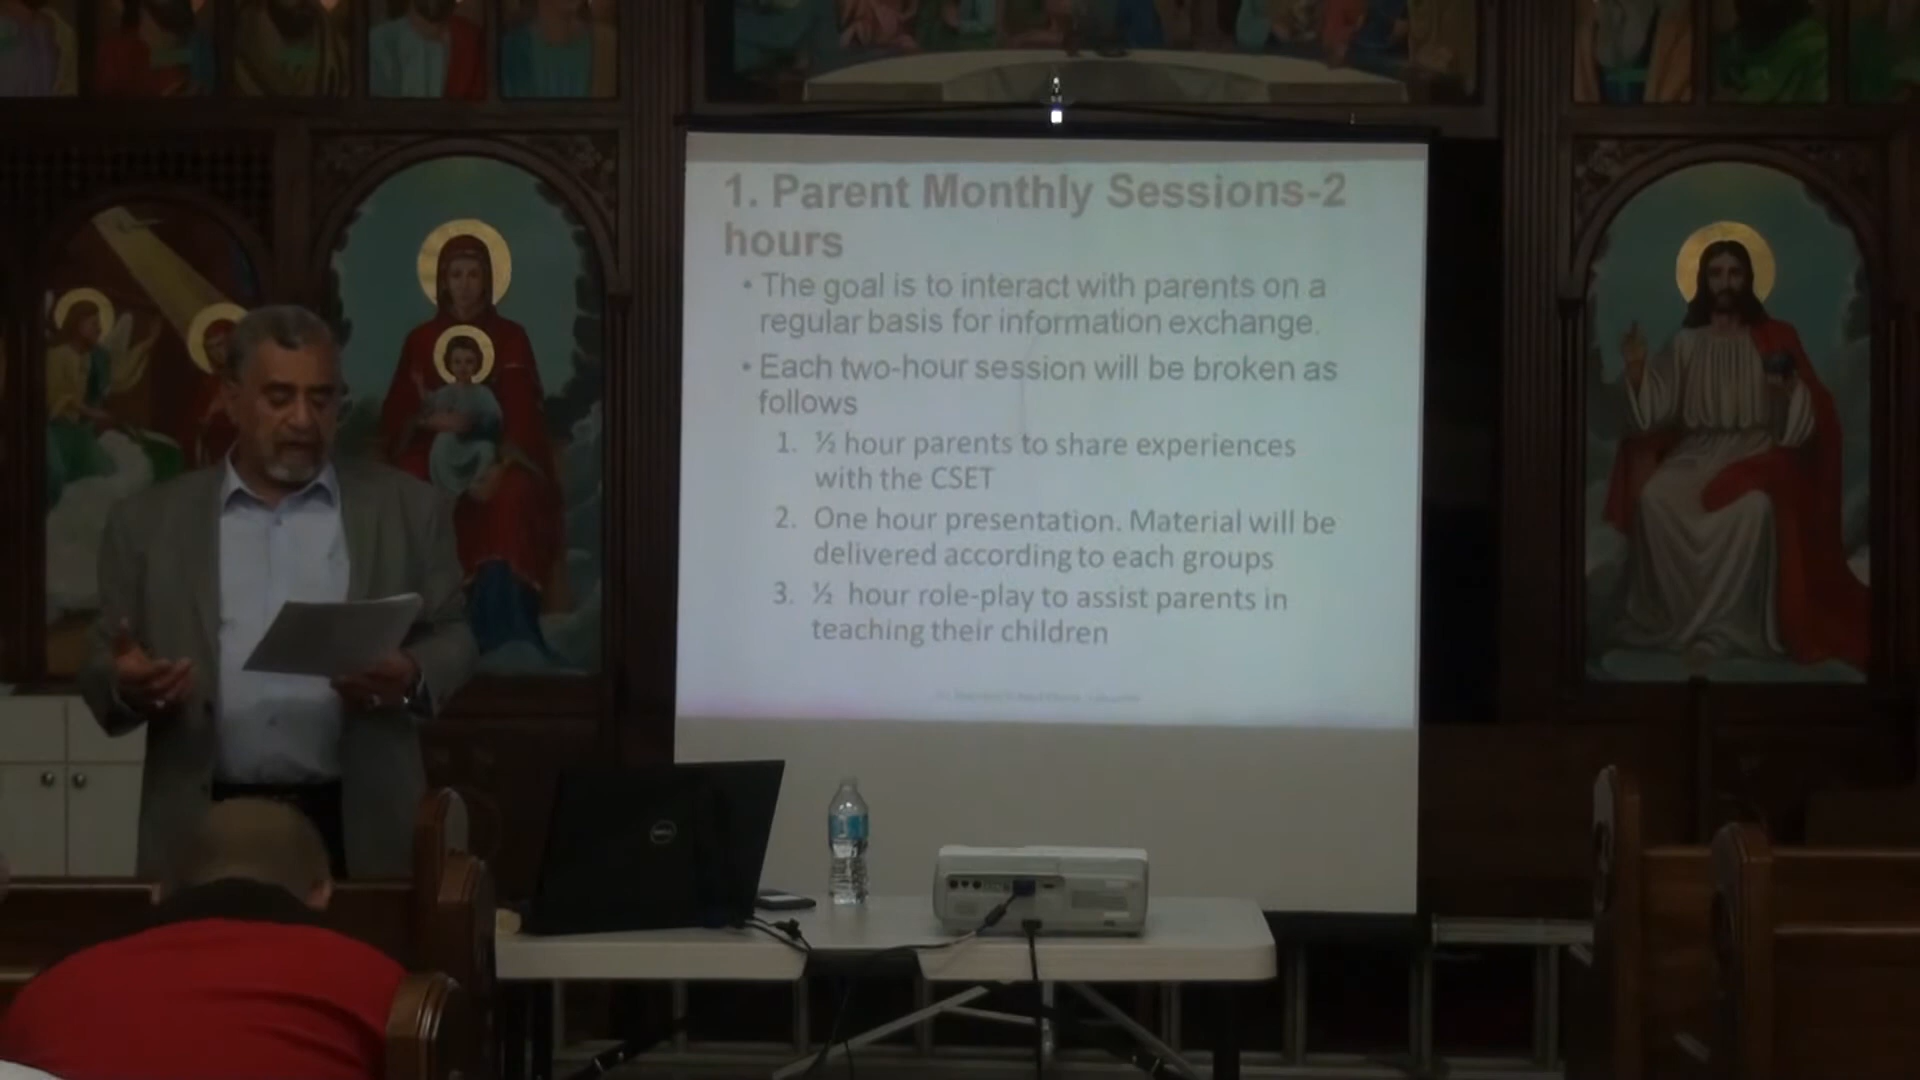 1. Parent Monthly Sessions-2
hours
• The goal is to interact with parents on a
regular basis for information exchange.
• Each two-hour session will be broken as
follows
1. ½ hour parents to share experiences
with the CSET
2. One hour presentation. Material will be
delivered according to each groups
3. ½ hour role-play to assist parents in
teaching their children
DELL